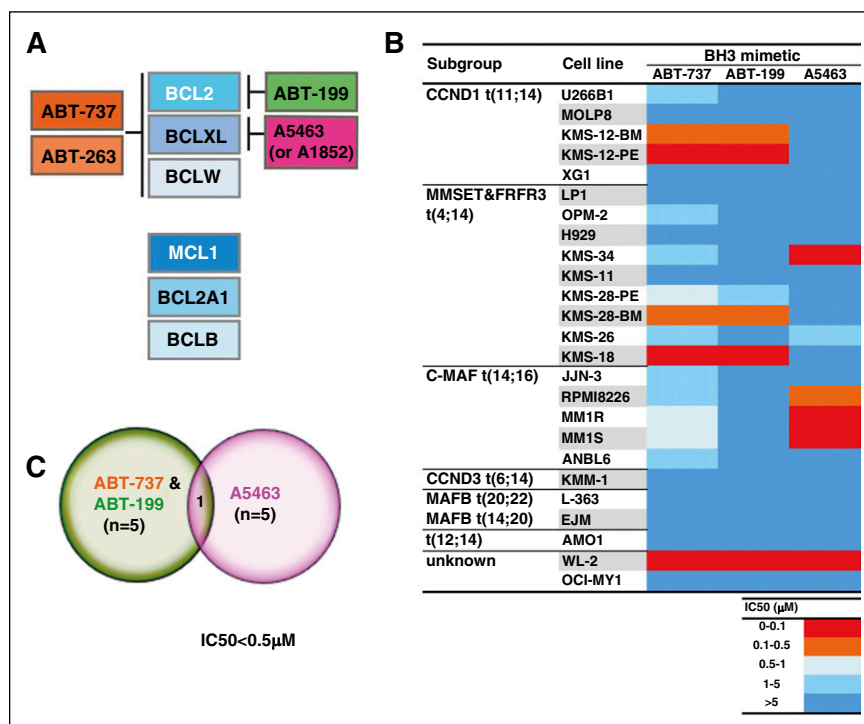 A
ABT-737
ABT-263
BCL2
BCLXL
BCLW
ABT-199
A5463
(or A1852)
MCL1
BCL2A1
BCLB
B
Subgroup Cell line BH3 mimetic
ABT-737 ABT-199 A5463
CCND1 t(11;14) U266B1
MOLP8
KMS-12-BM
KMS-12-PE
XG1
MMSET&FRFR3 LP1
t(4;14) OPM-2
H929
KMS-34
KMS-11
KMS-28-PE
KMS-28-BM
KMS-26
KMS-18
C-MAF t(14;16) JJN-3
RPMI8226
MM1R
MM1S
ANBL6
CCND3 t(6;14) KMM-1
MAFB t(20;22) L-363
MAFB t(14;20) EJM
t(12;14) AMO1
unknown WL-2
OCI-MY1
IC50 (μM)
0-0.1
0.1-0.5
0.5-1
1-5
>5
C
ABT-737 &
ABT-199
(n=5)
1
A5463
(n=5)
IC50<0.5μM